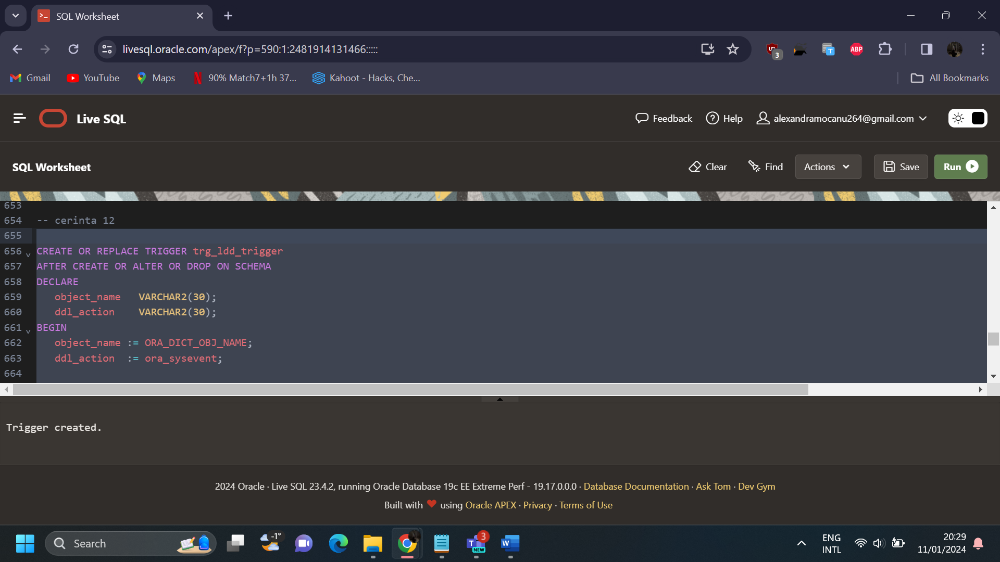 SQL Worksheet
livesql.oracle.com/apex/f?p=590:1:2481914131466:::::
3
ABP
Gmail
YouTube
Maps
90% Match7+1h 37...
Kahoot - Hacks, Che...
All Bookmarks
Live SQL
Feedback
Help
alexandramocanu264@gmail.com
SQL Worksheet
Clear
Find
Actions
Save
Run
653
654 -- cerinta 12
655
656 CREATE OR REPLACE TRIGGER trg_ldd_trigger
657 AFTER CREATE OR ALTER OR DROP ON SCHEMA
658 DECLARE
659    object_name   VARCHAR2(30);
660    ddl_action    VARCHAR2(30);
661 BEGIN
662    object_name := ORA_DICT_OBJ_NAME;
663    ddl_action  := ora_sysevent;
664
Trigger created.
2024 Oracle · Live SQL 23.4.2, running Oracle Database 19c EE Extreme Perf - 19.17.0.0.0 · Database Documentation · Ask Tom · Dev Gym
Built with ❤ using Oracle APEX · Privacy · Terms of Use
Search
-1°
3
T
NEW
W
ENG
INTL
20:29
11/01/2024